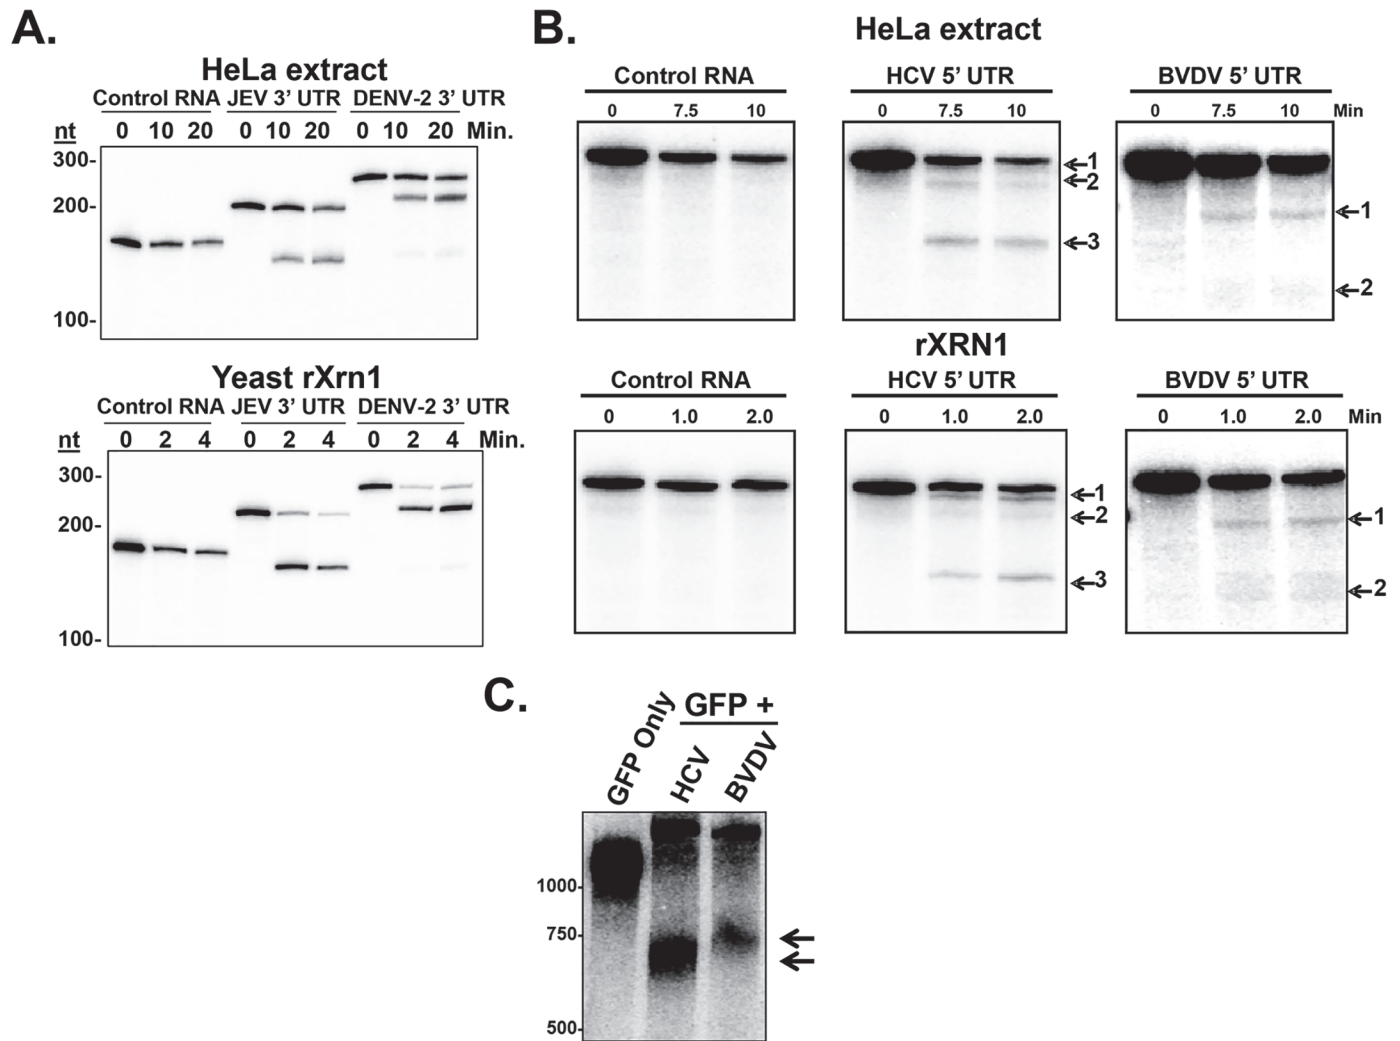 A.
HeLa extract
Control RNA JEV 3’ UTR DENV-2 3’ UTR
nt 0 10 20 0 10 20 0 10 20 Min.
300-
200-
100-
Yeast rXrn1
Control RNA JEV 3’ UTR DENV-2 3’ UTR
nt 0 2 4 0 2 4 0 2 4 Min.
300-
200-
100-
B.
HeLa extract
Control RNA HCV 5’ UTR BVDV 5’ UTR
0 7.5 10 0 7.5 10 0 7.5 10 Min
1
2
3
1
2
rXRN1
Control RNA HCV 5’ UTR BVDV 5’ UTR
0 1.0 2.0 0 1.0 2.0 0 1.0 2.0 Min
1
2
3
1
2
C.
GFP Only
GFP +
HCV
BVDV
1000-
750-
500-